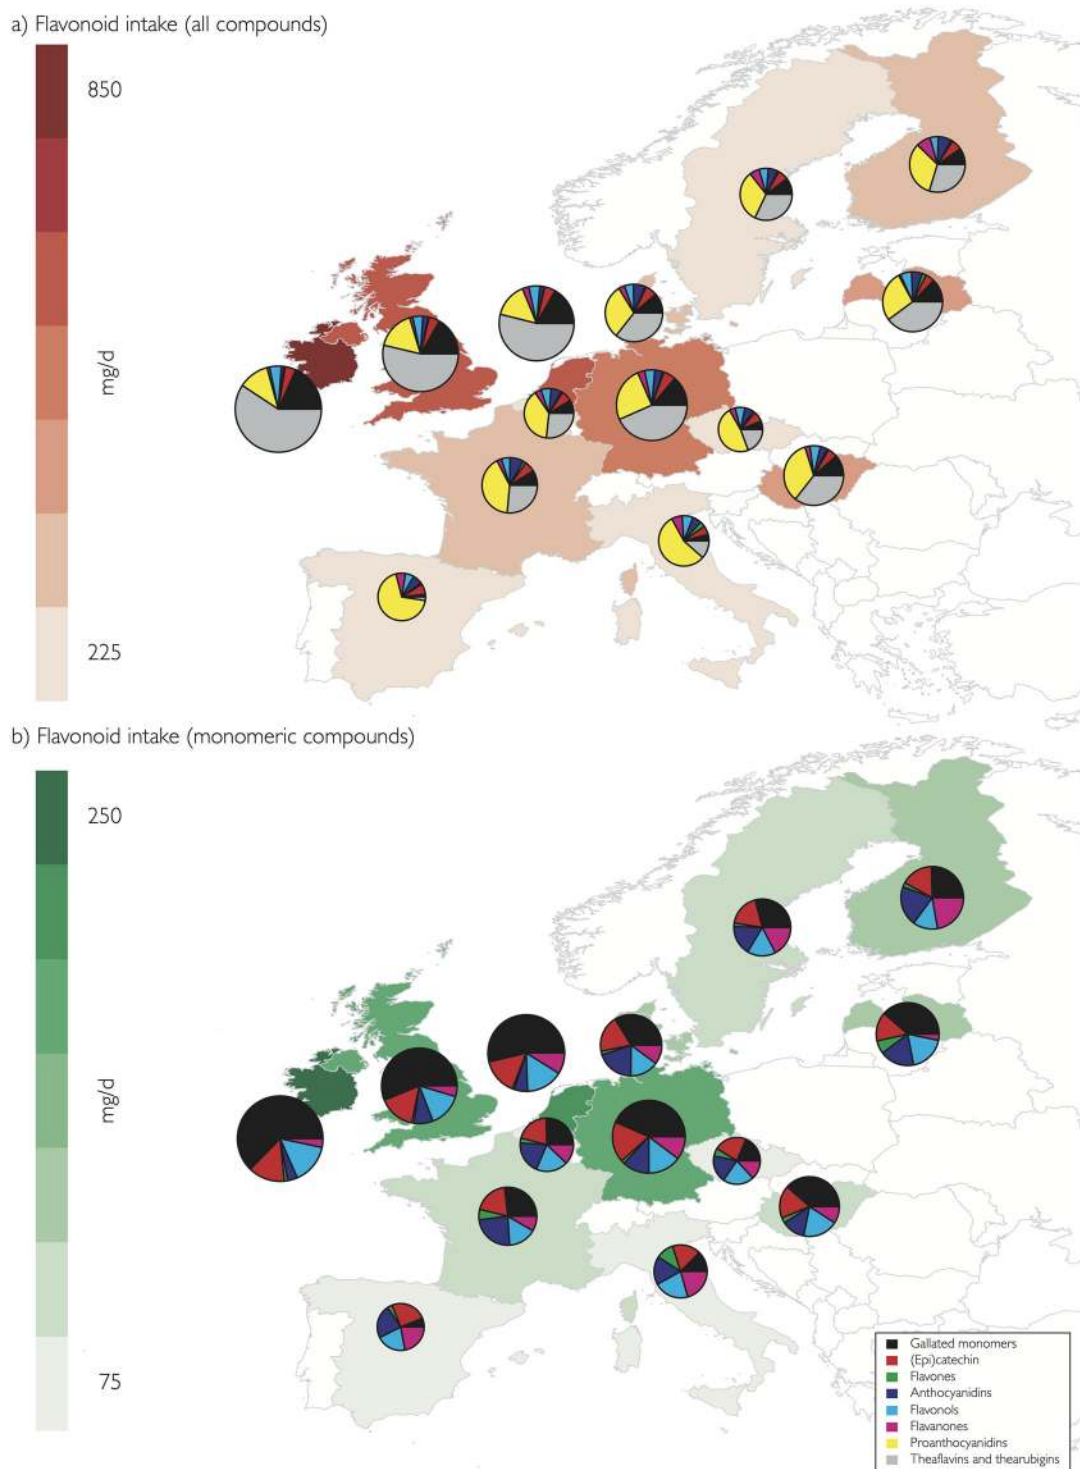 a) Flavonoid intake (all compounds)
850
mg/d
225
b) Flavonoid intake (monomeric compounds)
250
mg/d
75
Gallated monomers
(Epi)catechin
Flavones
Anthocyanidins
Flavonols
Flavanones
Proanthocyanidins
Theaflavins and thearubigins